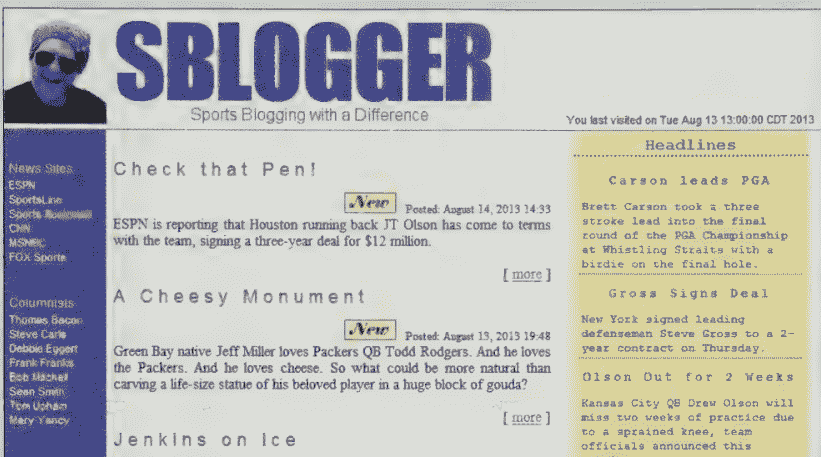 SBLOGGER
Sports Blogging with a Difference
You last visited on Tue Aug 13 13:00:00 CDT 2013
News Sites
ESPN
SportsLine
Sports
CNN
MSNBC
FOX Sports
Columnists
Thomas Bacon
Steve Carle
Debbie Eggert
Frank Franks
Bob Mitchell
Sean Smith
Tom Upham
Mary Yancy
Check that Pen!
New Posted: August 14, 2013 14:33
ESPN is reporting that Houston running back JT Olson has come to terms
with the team, signing a three-year deal for $12 million.
[ more ]
A Cheesy Monument
New Posted: August 13, 2013 19:48
Green Bay native Jeff Miller loves Packers QB Todd Rodgers. And he loves
the Packers. And he loves cheese. So what could be more natural than
carving a life-size statue of his beloved player in a huge block of gouda?
[ more ]
Jenkins on Ice
Headlines
Carson leads PGA
Brett Carson took a three
stroke lead into the final
round of the PGA Championship
at Whistling Straits with a
birdie on the final hole.
Gross Signs Deal
New York signed leading
defenseman Steve Gross to a 2-
year contract on Thursday.
Olson Out for 2 Weeks
Kansas City QB Drew Olson will
miss two weeks of practice due
to a sprained knee, team
officials announced this